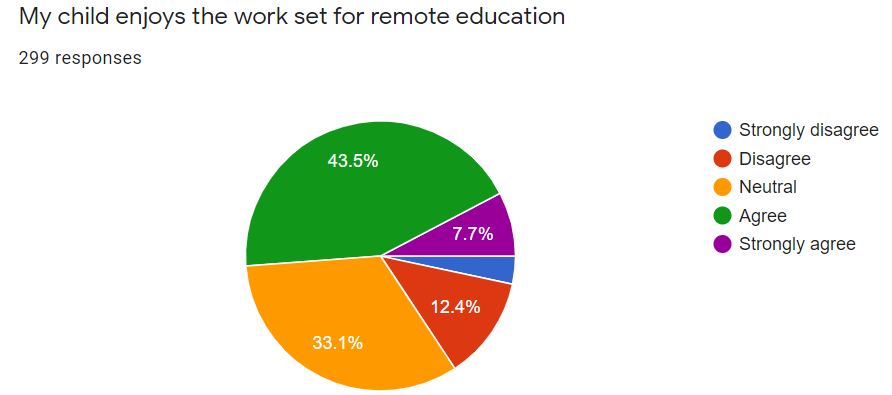 My child enjoys the work set for remote education
299 responses
43.5%
7.7%
12.4%
33.1%
Strongly disagree
Disagree
Neutral
Agree
Strongly agree